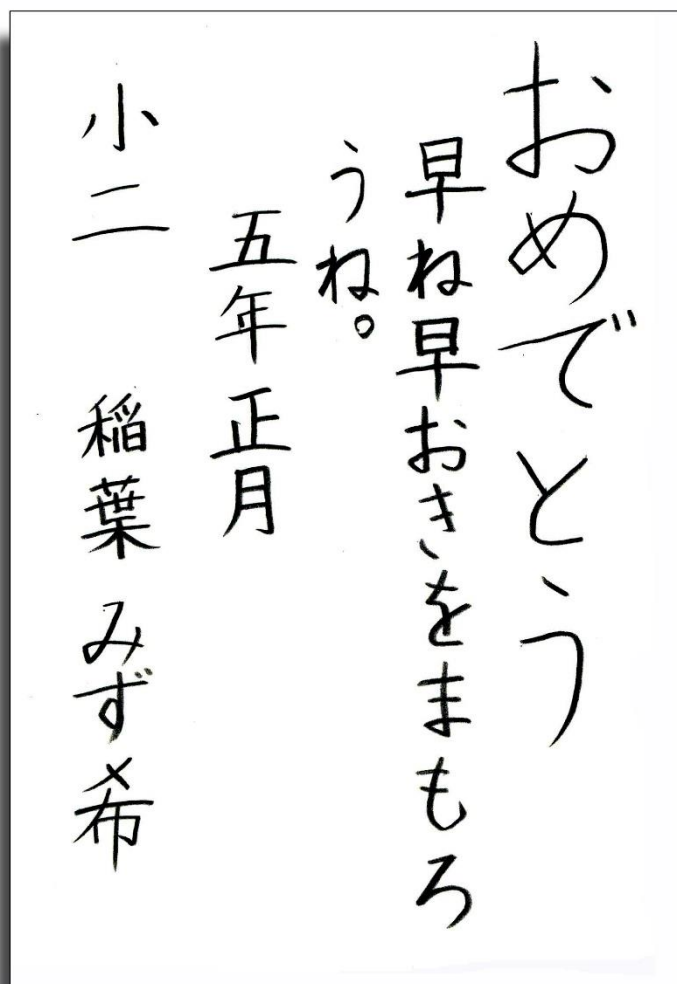 おめでとう
早ね早おきをまもろ
うね。
五年正月
小二 稲葉みず希